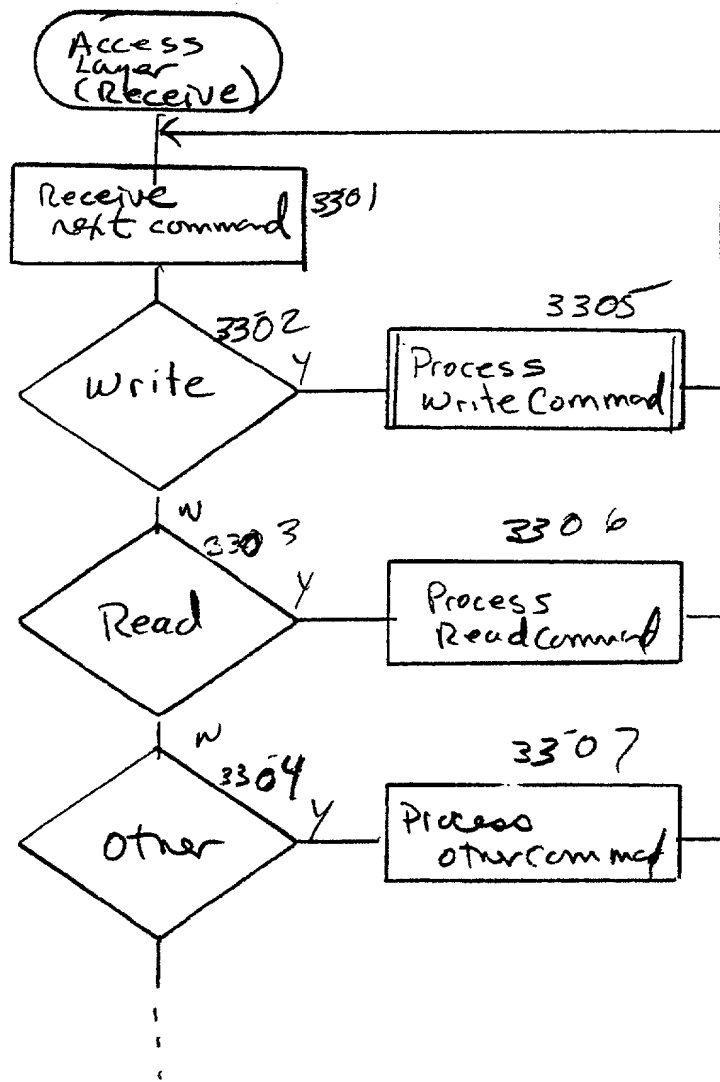 Access
Layer
(Receive)
Receive
next command
3301
3302
Write
Y
3305
Process
Write Command
N
3303
Read
Y
3306
Process
Read command
N
3304
other
Y
3307
Process
other command